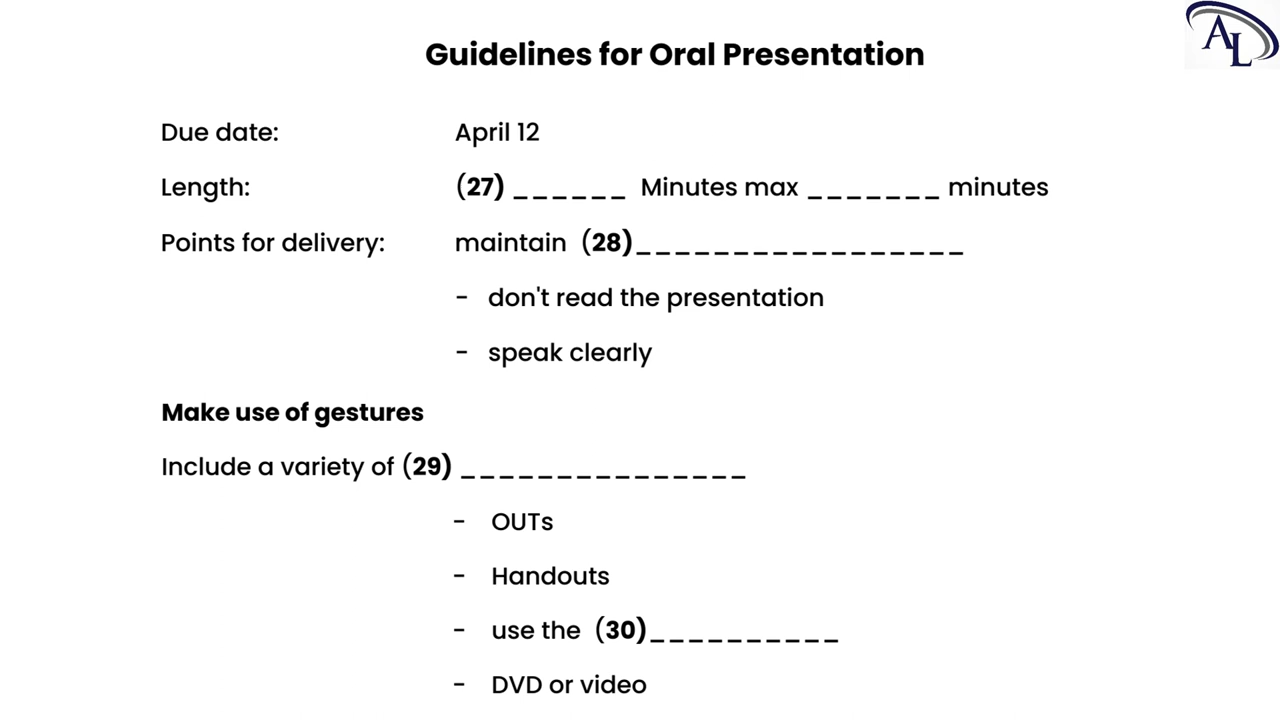 AL
Guidelines for Oral Presentation
Due date: April 12
Length: (27) ______ Minutes max _______ minutes
Points for delivery: maintain (28)_________________
- don't read the presentation
- speak clearly
Make use of gestures
Include a variety of (29) _______________
- OUTs
- Handouts
- use the (30)__________
- DVD or video